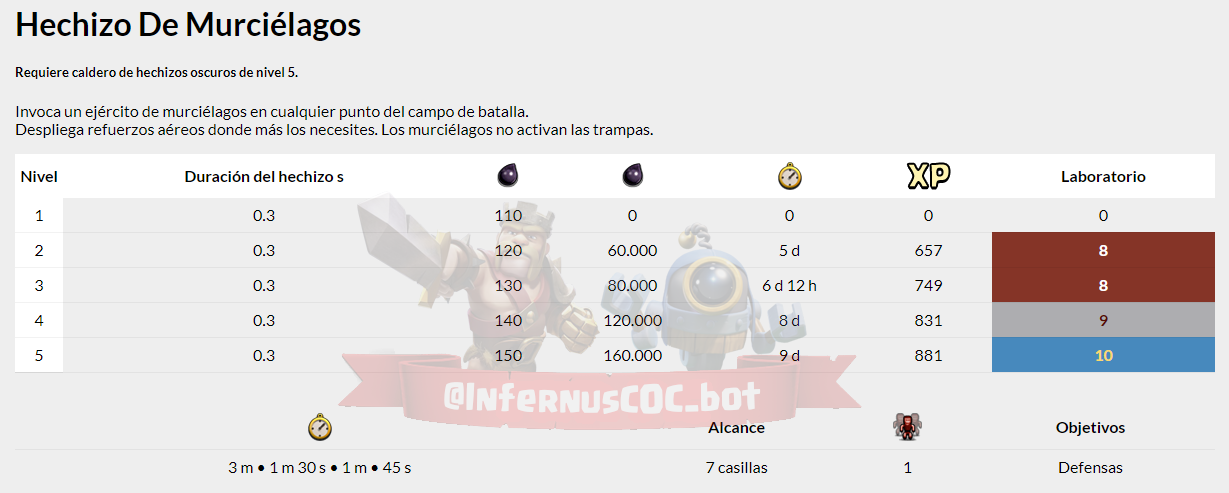 Hechizo De Murciélagos
Requiere caldero de hechizos oscuros de nivel 5.
Invoca un ejército de murciélagos en cualquier punto del campo de batalla.
Despliega refuerzos aéreos donde más los necesites. Los murciélagos no activan las trampas.
Nivel Duración del hechizo s XP Laboratorio
1 0.3 110 0 0 0 0
2 0.3 120 60.000 5 d 657 8
3 0.3 130 80.000 6 d 12 h 749 8
4 0.3 140 120.000 8 d 831 9
5 0.3 150 160.000 9 d 881 10
@InfernusCOC_bot
Alcance Objetivos
3 m • 1 m 30 s • 1 m • 45 s 7 casillas 1 Defensas